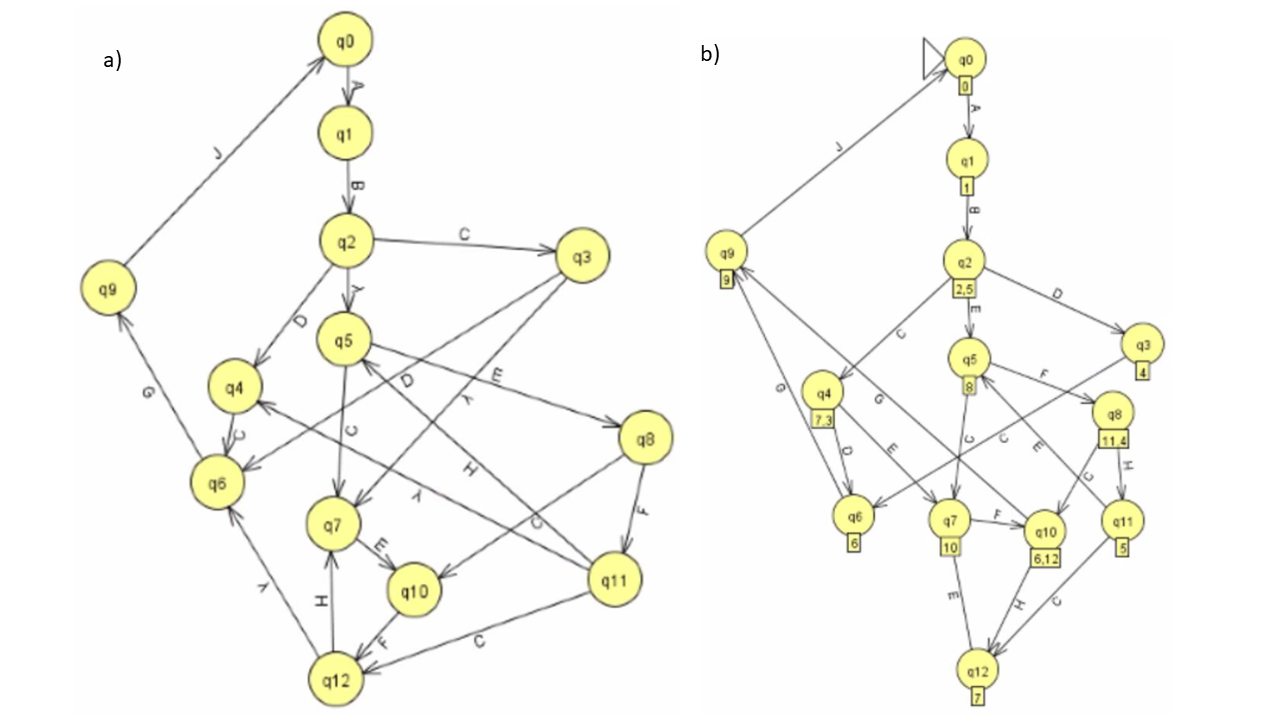 a)
q0
A
q1
B
J
q2
C
q3
λ
D
q9
q5
E
q4
D
λ
G
C
C
q8
H
λ
q6
F
q7
C
E
λ
H
q10
q11
F
C
q12
b)
q0
0
A
q1
1
J
B
q9
9
q2
2,5
D
E
C
q3
4
q5
8
F
G
q4
7,3
G
q8
11,4
D
E
C
C
E
C
H
q6
6
q7
10
F
q10
6,12
q11
5
E
H
C
q12
7